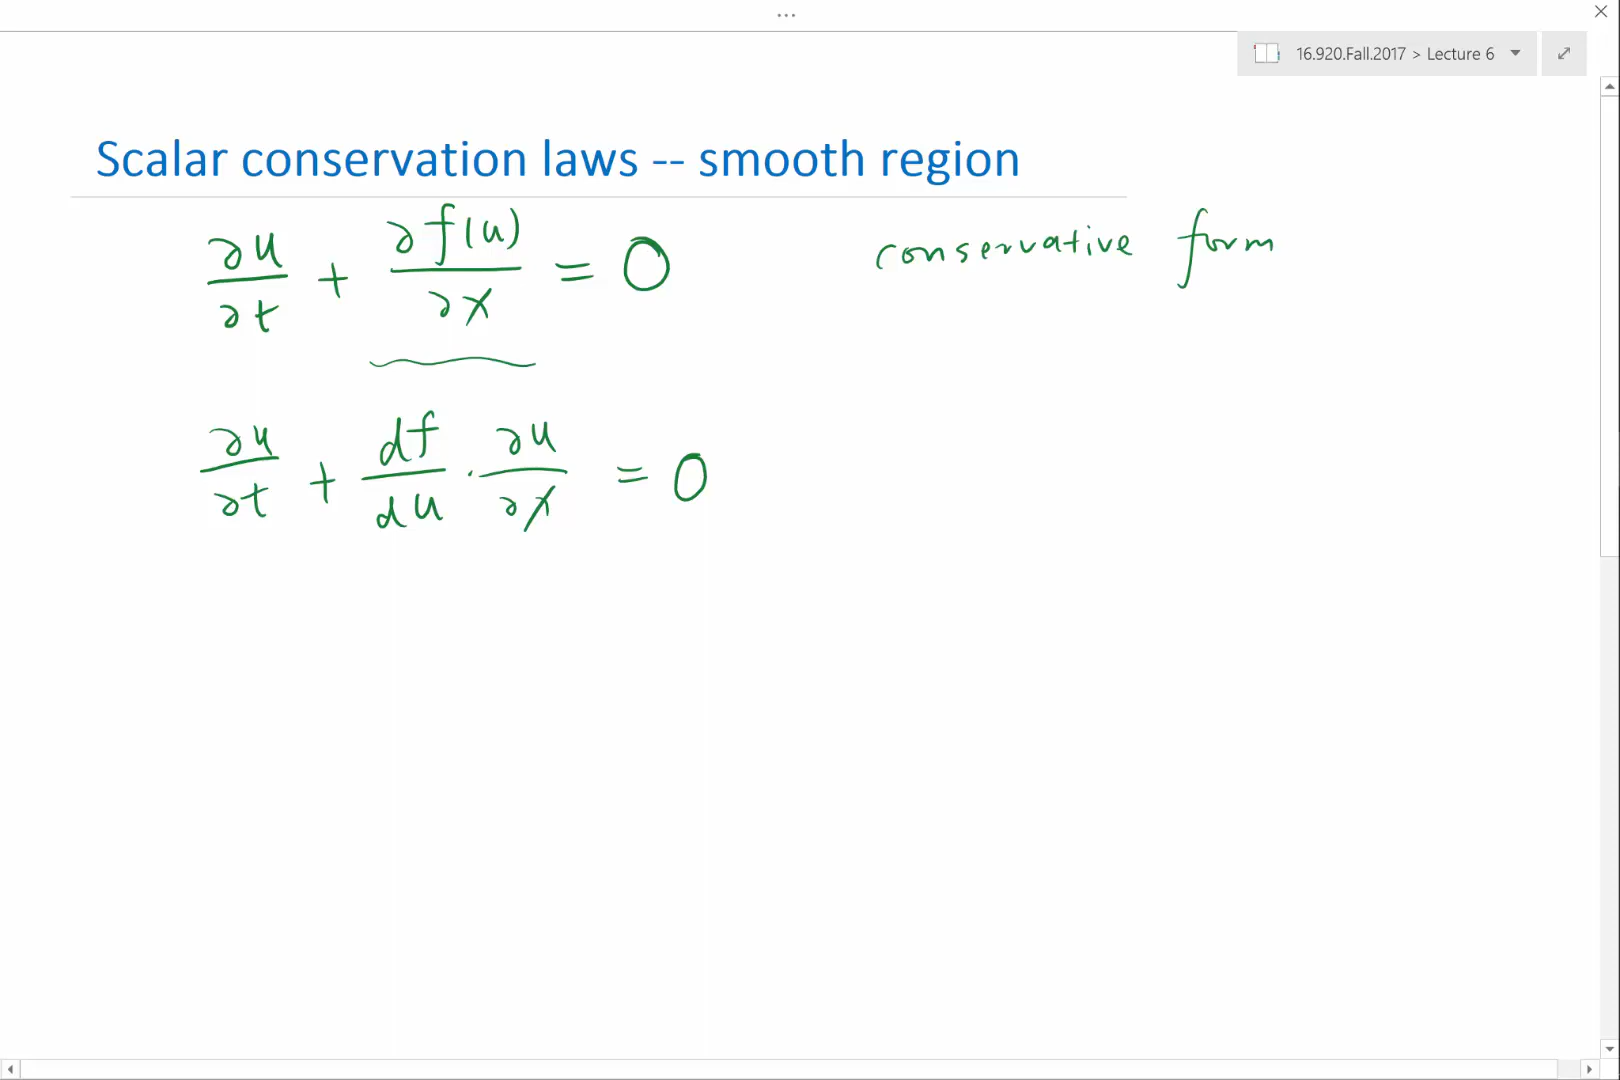 ···
16.920.Fall.2017 > Lecture 6
Scalar conservation laws -- smooth region
∂u/∂t + ∂f(u)/∂x = 0 conservative form
∂u/∂t + df/du · ∂u/∂x = 0